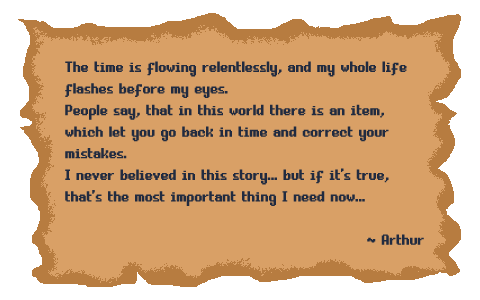 The time is flowing relentlessly, and my whole life
flashes before my eyes.
People say, that in this world there is an item,
which let you go back in time and correct your
mistakes.
I never believed in this story... but if it's true,
that's the most important thing I need now...
~ Arthur